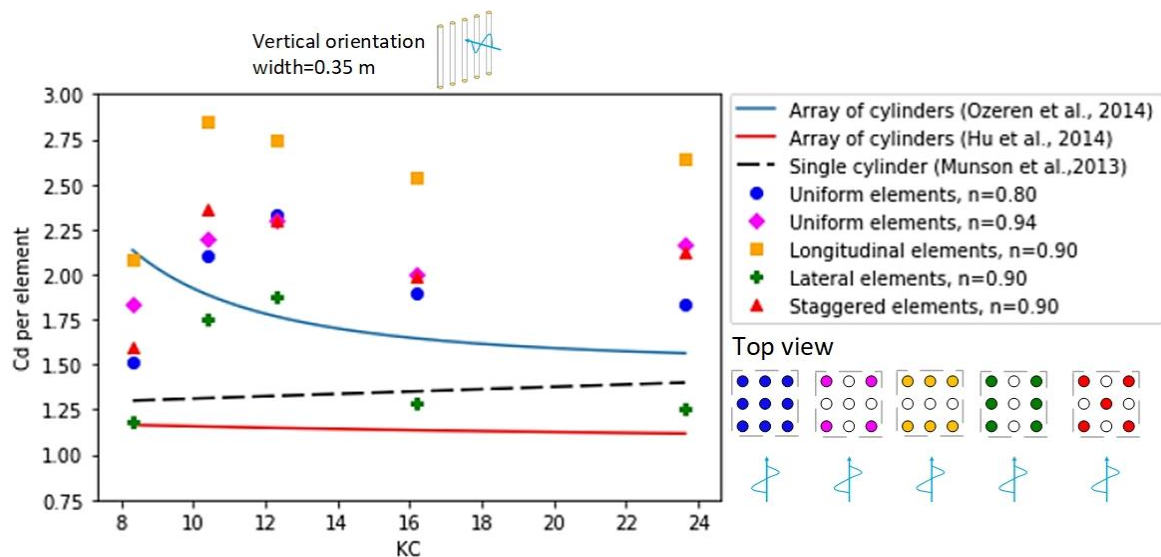 Vertical orientation
width=0.35 m
3.00
2.75
2.50
2.25
2.00
1.75
1.50
1.25
1.00
0.75
Cd per element
8
10
12
14
16
18
20
22
24
KC
Array of cylinders (Ozeren et al., 2014)
Array of cylinders (Hu et al., 2014)
Single cylinder (Munson et al.,2013)
Uniform elements, n=0.80
Uniform elements, n=0.94
Longitudinal elements, n=0.90
Lateral elements, n=0.90
Staggered elements, n=0.90
Top view